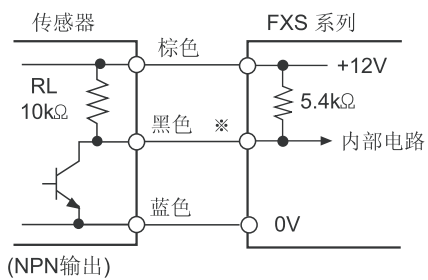 传感器
FXS 系列
棕色
+12V
RL
10kΩ
5.4kΩ
黑色 ※
内部电路
蓝色
0V
(NPN输出)